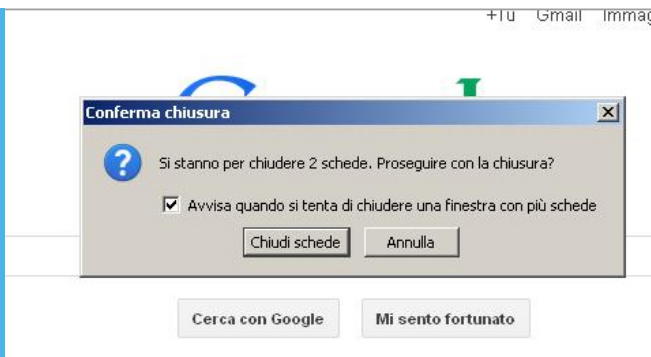 +Tu Gmail
Conferma chiusura
Si stanno per chiudere 2 schede. Proseguire con la chiusura?
Avvisa quando si tenta di chiudere una finestra con più schede
Chiudi schede Annulla
Cerca con Google Mi sento fortunato